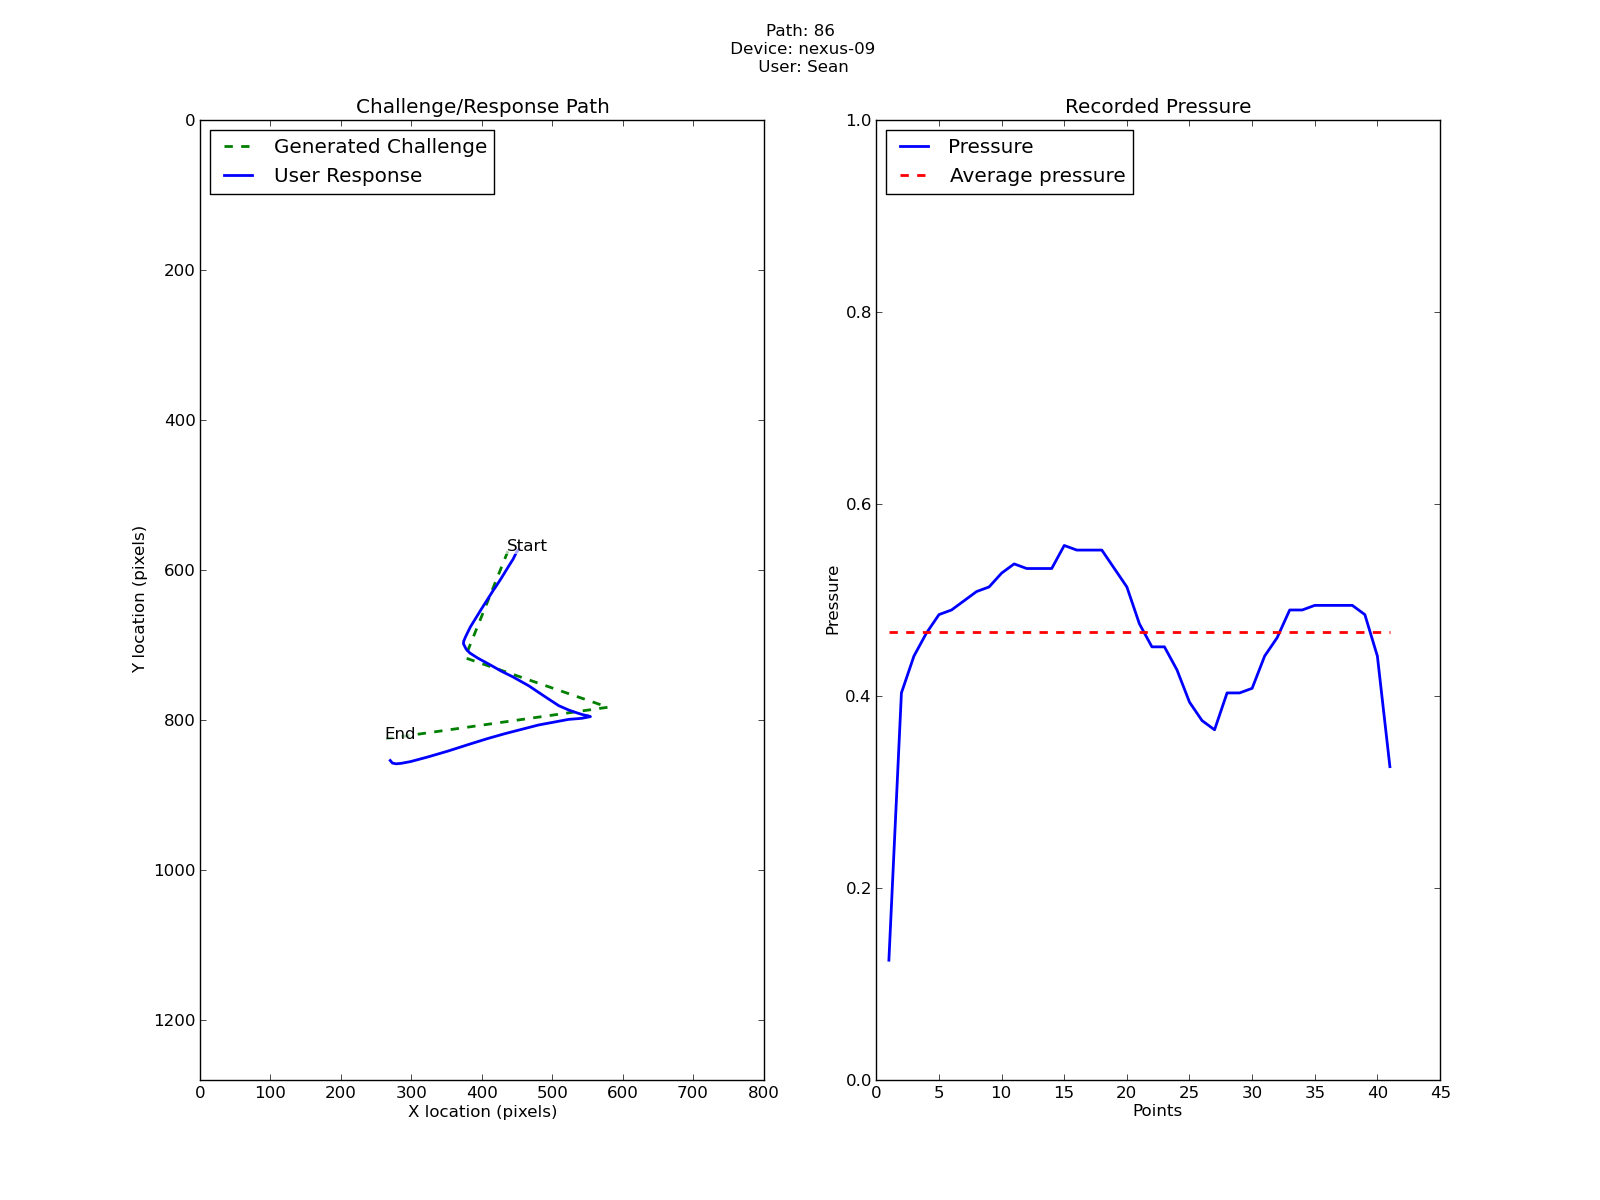 Path: 86
Device: nexus-09
User: Sean
Challenge/Response Path
Generated Challenge
User Response
0
200
400
600
800
1000
1200
Y location (pixels)
Start
End
0 100 200 300 400 500 600 700 800
X location (pixels)
Recorded Pressure
Pressure
Average pressure
1.0
0.8
0.6
0.4
0.2
0.0
Pressure
0 5 10 15 20 25 30 35 40 45
Points